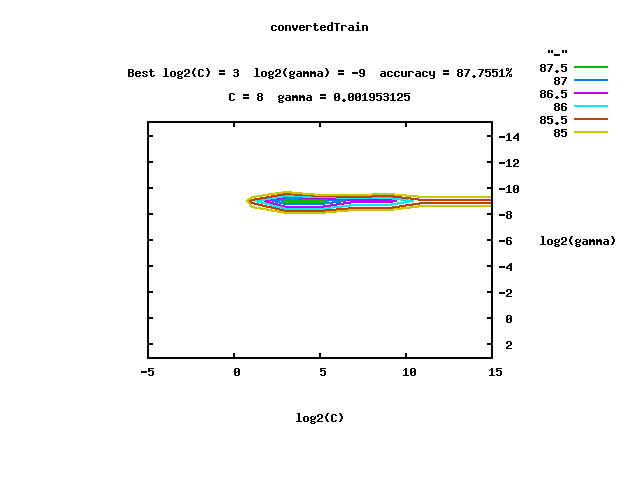 convertedTrain
Best log2(C) = 3  log2(gamma) = -9  accuracy = 87.7551%
C = 8  gamma = 0.001953125
"-"
87.5
87
86.5
86
85.5
85
-14
-12
-10
-8
-6
-4
-2
0
2
log2(gamma)
-5 0 5 10 15
log2(C)